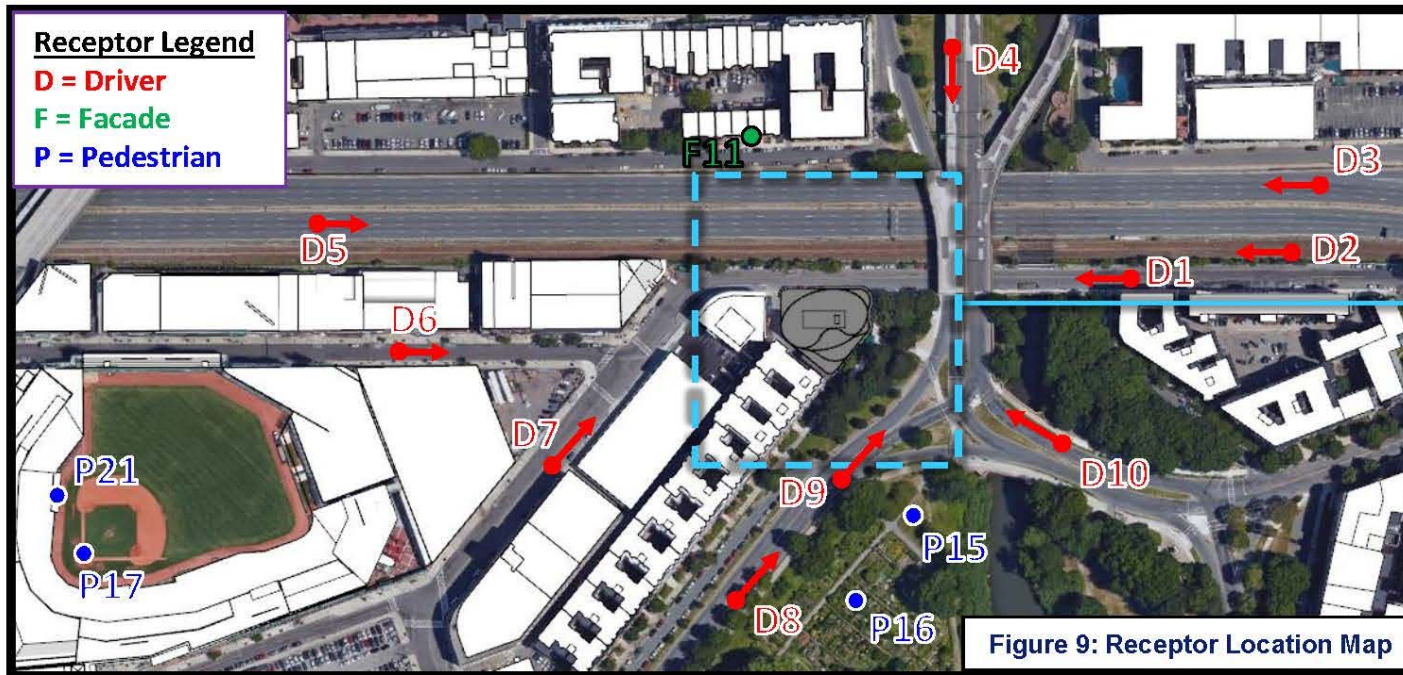 Receptor Legend
D = Driver
F = Facade
P = Pedestrian
D4
F11
D3
D5
D2
D1
D6
D7
P21
D9
D10
P15
P17
D8
P16
Figure 9: Receptor Location Map